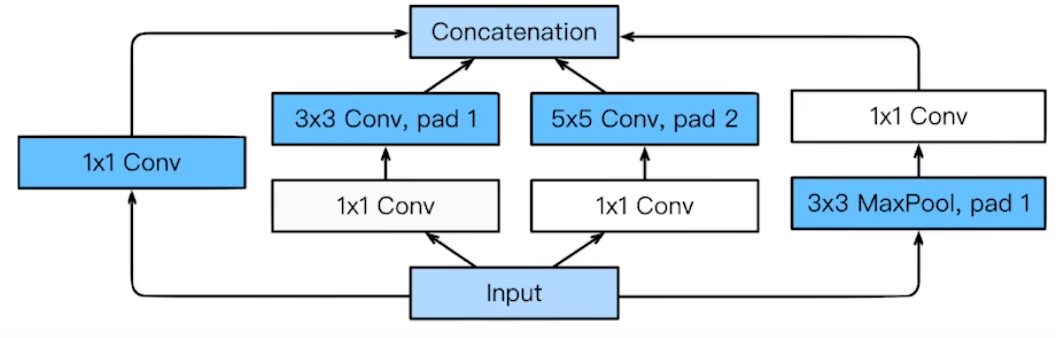 Concatenation
3x3 Conv, pad 1
5x5 Conv, pad 2
1x1 Conv
1x1 Conv
1x1 Conv
1x1 Conv
3x3 MaxPool, pad 1
Input